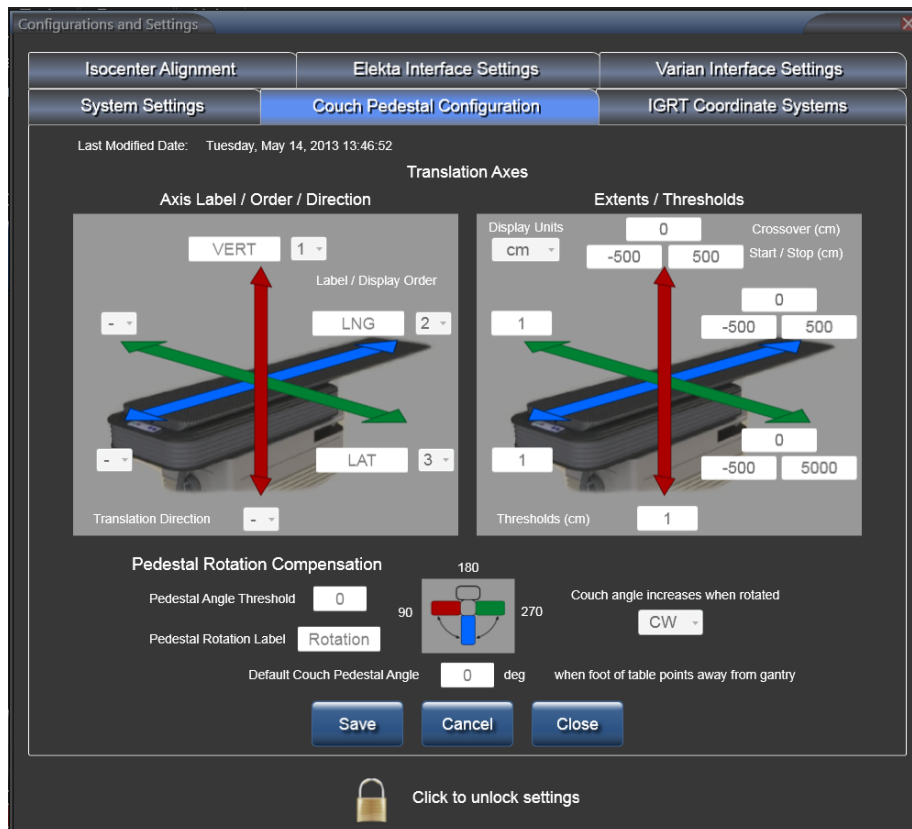 Configurations and Settings
Isocenter Alignment Elekta Interface Settings Varian Interface Settings
System Settings Couch Pedestal Configuration IGRT Coordinate Systems
Last Modified Date: Tuesday, May 14, 2013 13:46:52
Translation Axes
Axis Label / Order / Direction
VERT 1
Label / Display Order
- LNG 2
- LAT 3
Translation Direction -
Extents / Thresholds
Display Units 0 Crossover (cm)
cm -500 500 Start / Stop (cm)
0
1 -500 500
0
1 -500 5000
Thresholds (cm) 1
Pedestal Rotation Compensation
Pedestal Angle Threshold 0
Pedestal Rotation Label Rotation
180
90 270
Couch angle increases when rotated
CW
Default Couch Pedestal Angle 0 deg when foot of table points away from gantry
Save Cancel Close
Click to unlock settings